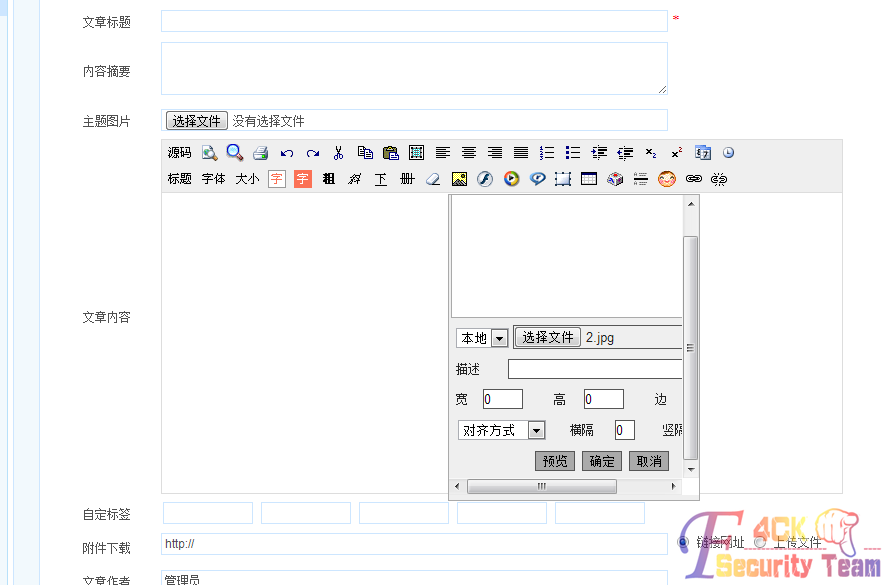 文章标题 *
内容摘要
主题图片 选择文件 没有选择文件
源码
标题 字体 大小 字 字 粗 斜 下 册
文章内容
本地 选择文件 2.jpg
描述
宽 0 高 0 边
对齐方式 横隔 0 竖隔
预览 确定 取消
自定标签
附件下载 http:// 链接网址 上传文件
文章作者 管理员
F4CK
Security Team